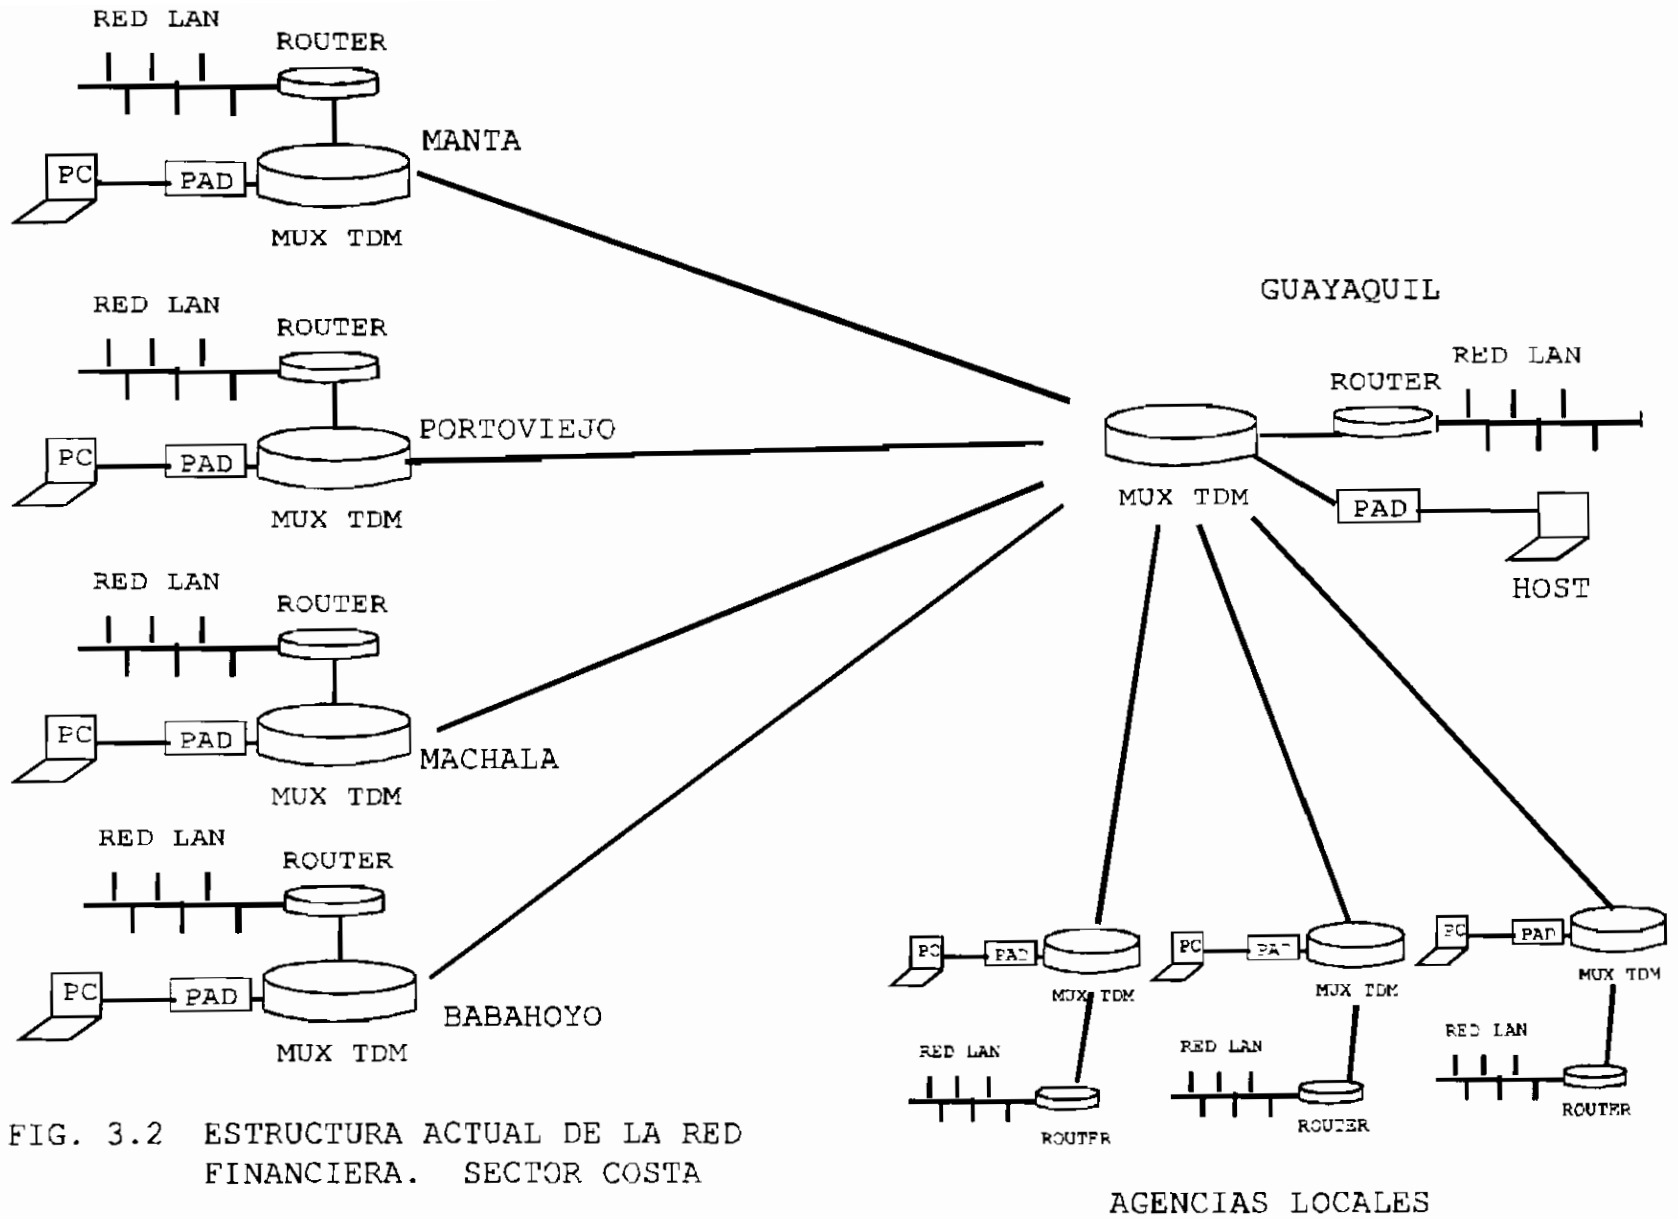 RED LAN
ROUTER
MANTA
PC
PAD
MUX TDM
RED LAN
ROUTER
PORTOVIEJO
PC
PAD
MUX TDM
RED LAN
ROUTER
PC
PAD
MACHALA
MUX TDM
RED LAN
ROUTER
PC
PAD
BABAHOYO
MUX TDM
GUAYAQUIL
RED LAN
ROUTER
MUX TDM
PAD
HOST
PC
PAD
MUX TDM
RED LAN
ROUTER
PC
PAD
MUX TDM
RED LAN
ROUTER
PC
PAD
MUX TDM
RED LAN
ROUTER
AGENCIAS LOCALES
FIG. 3.2 ESTRUCTURA ACTUAL DE LA RED
FINANCIERA. SECTOR COSTA